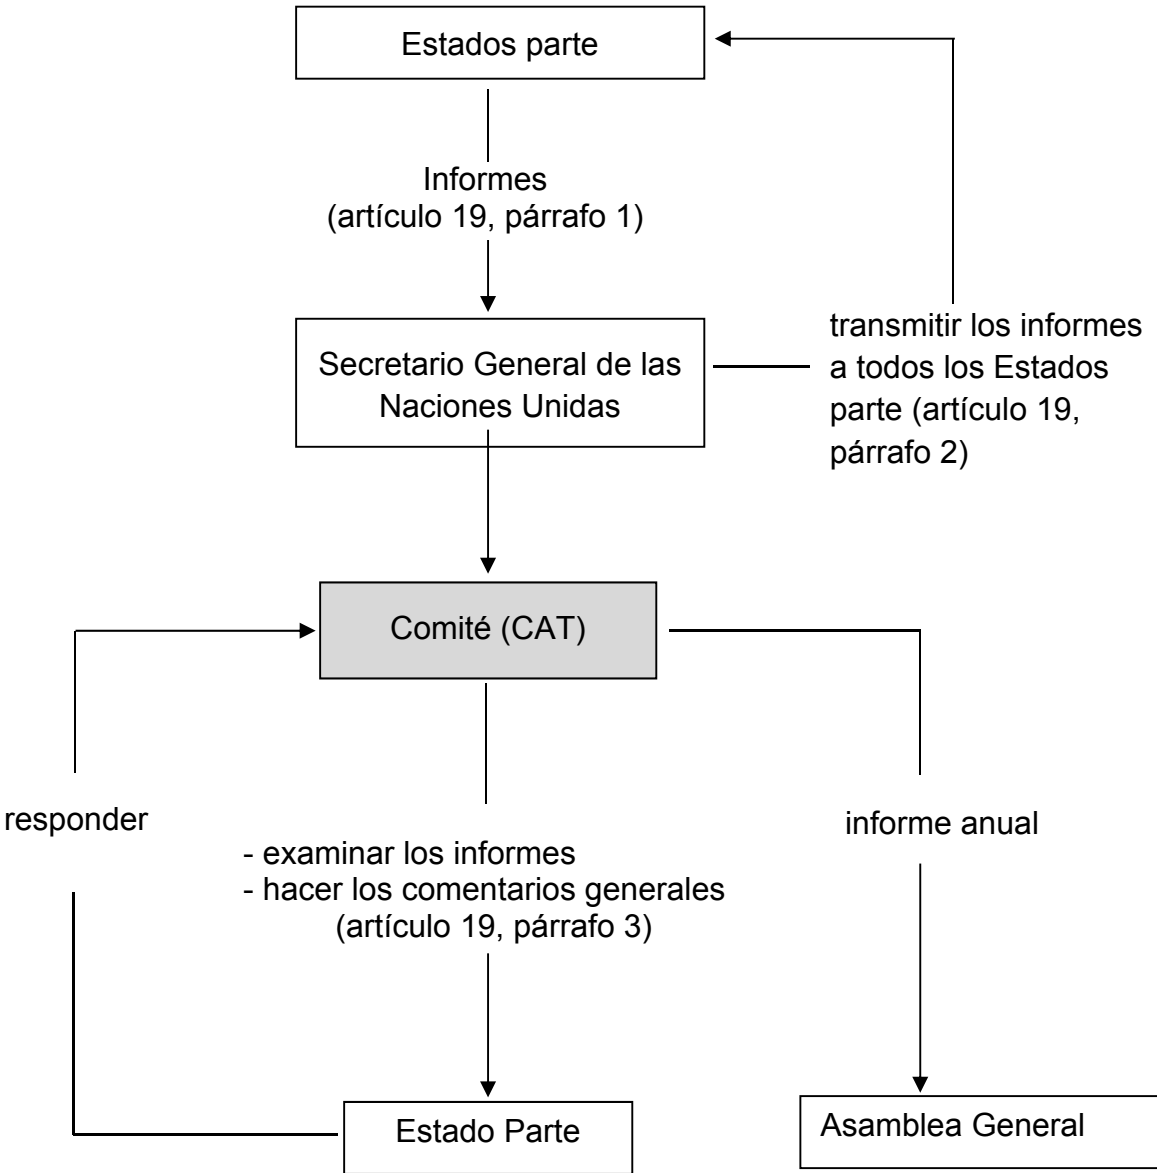 Estados parte
Informes
(artículo 19, párrafo 1)
Secretario General de las
Naciones Unidas
transmitir los informes
a todos los Estados
parte (artículo 19,
párrafo 2)
Comité (CAT)
responder
- examinar los informes
- hacer los comentarios generales
(artículo 19, párrafo 3)
informe anual
Estado Parte
Asamblea General